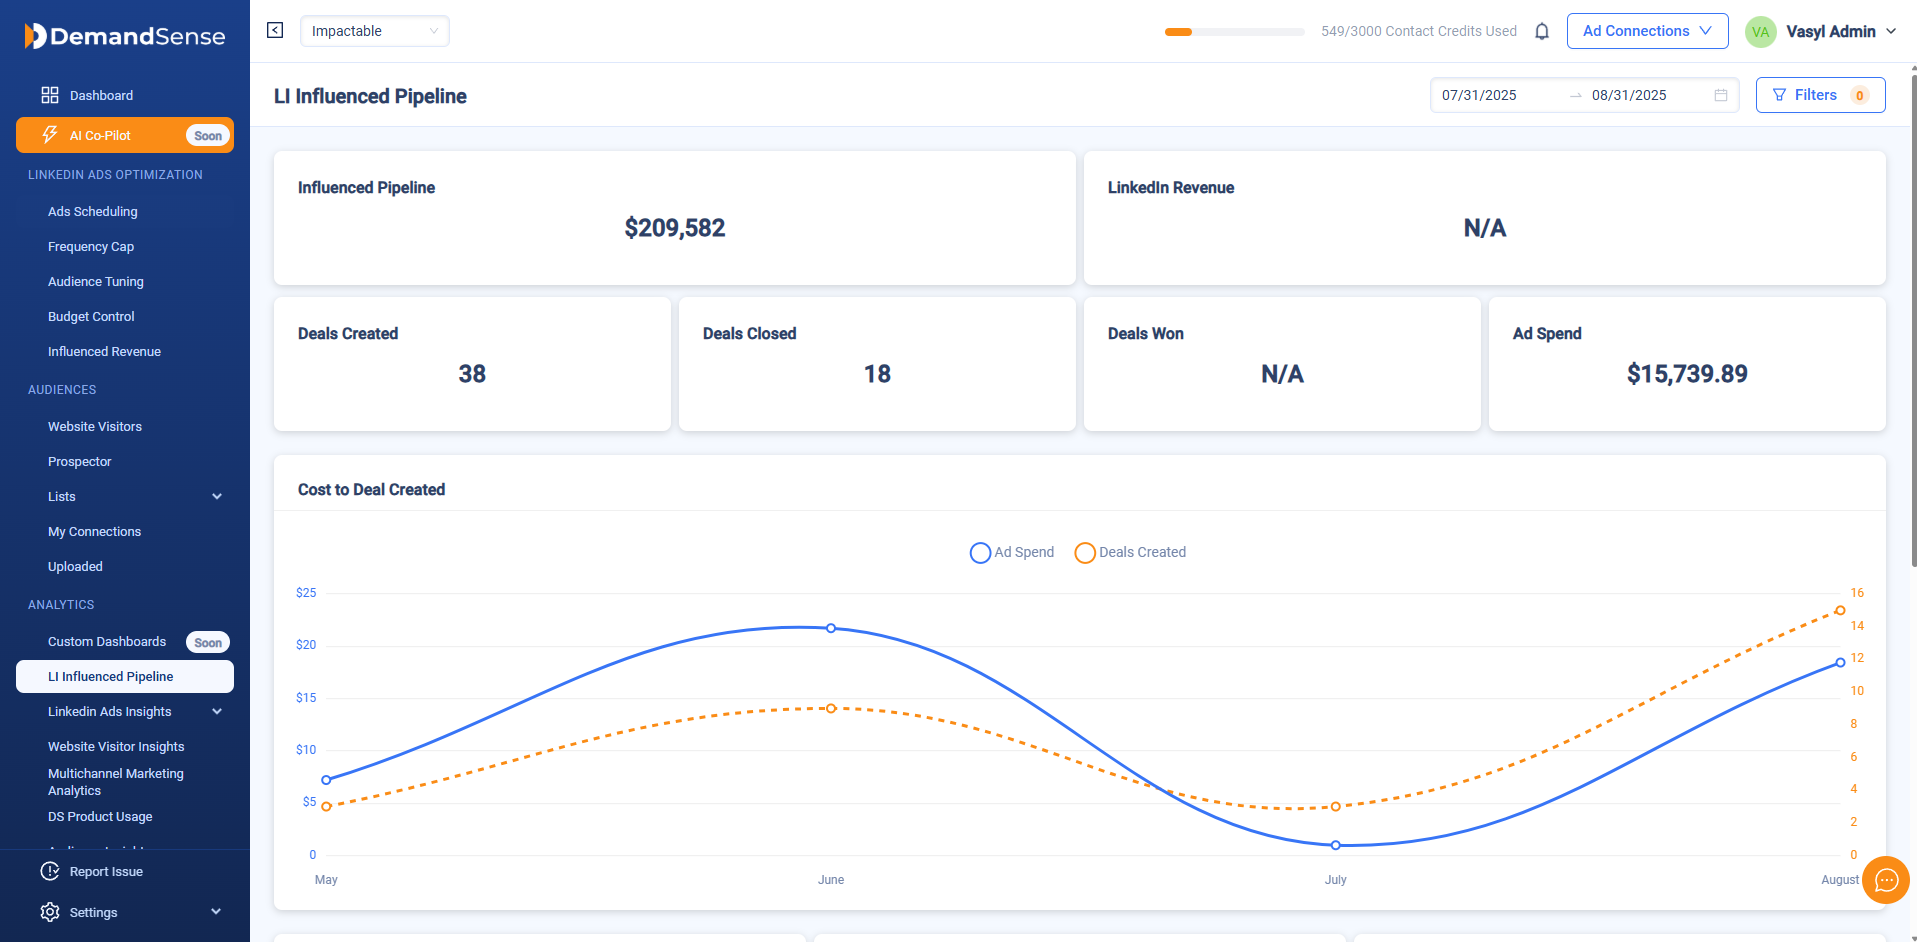 DemandSense
Impactable
549/3000 Contact Credits Used
Ad Connections
VA
Vasyl Admin
Dashboard
AI Co-Pilot
Soon
LINKEDIN ADS OPTIMIZATION
Ads Scheduling
Frequency Cap
Audience Tuning
Budget Control
Influenced Revenue
AUDIENCES
Website Visitors
Prospector
Lists
My Connections
Uploaded
ANALYTICS
Custom Dashboards
Soon
LI Influenced Pipeline
Linkedin Ads Insights
Website Visitor Insights
Multichannel Marketing
Analytics
DS Product Usage
Report Issue
Settings
LI Influenced Pipeline
07/31/2025
08/31/2025
Filters
0
Influenced Pipeline
$209,582
LinkedIn Revenue
N/A
Deals Created
38
Deals Closed
18
Deals Won
N/A
Ad Spend
$15,739.89
Cost to Deal Created
Ad Spend
Deals Created
$25
$20
$15
$10
$5
0
16
14
12
10
8
6
4
2
0
May
June
July
August